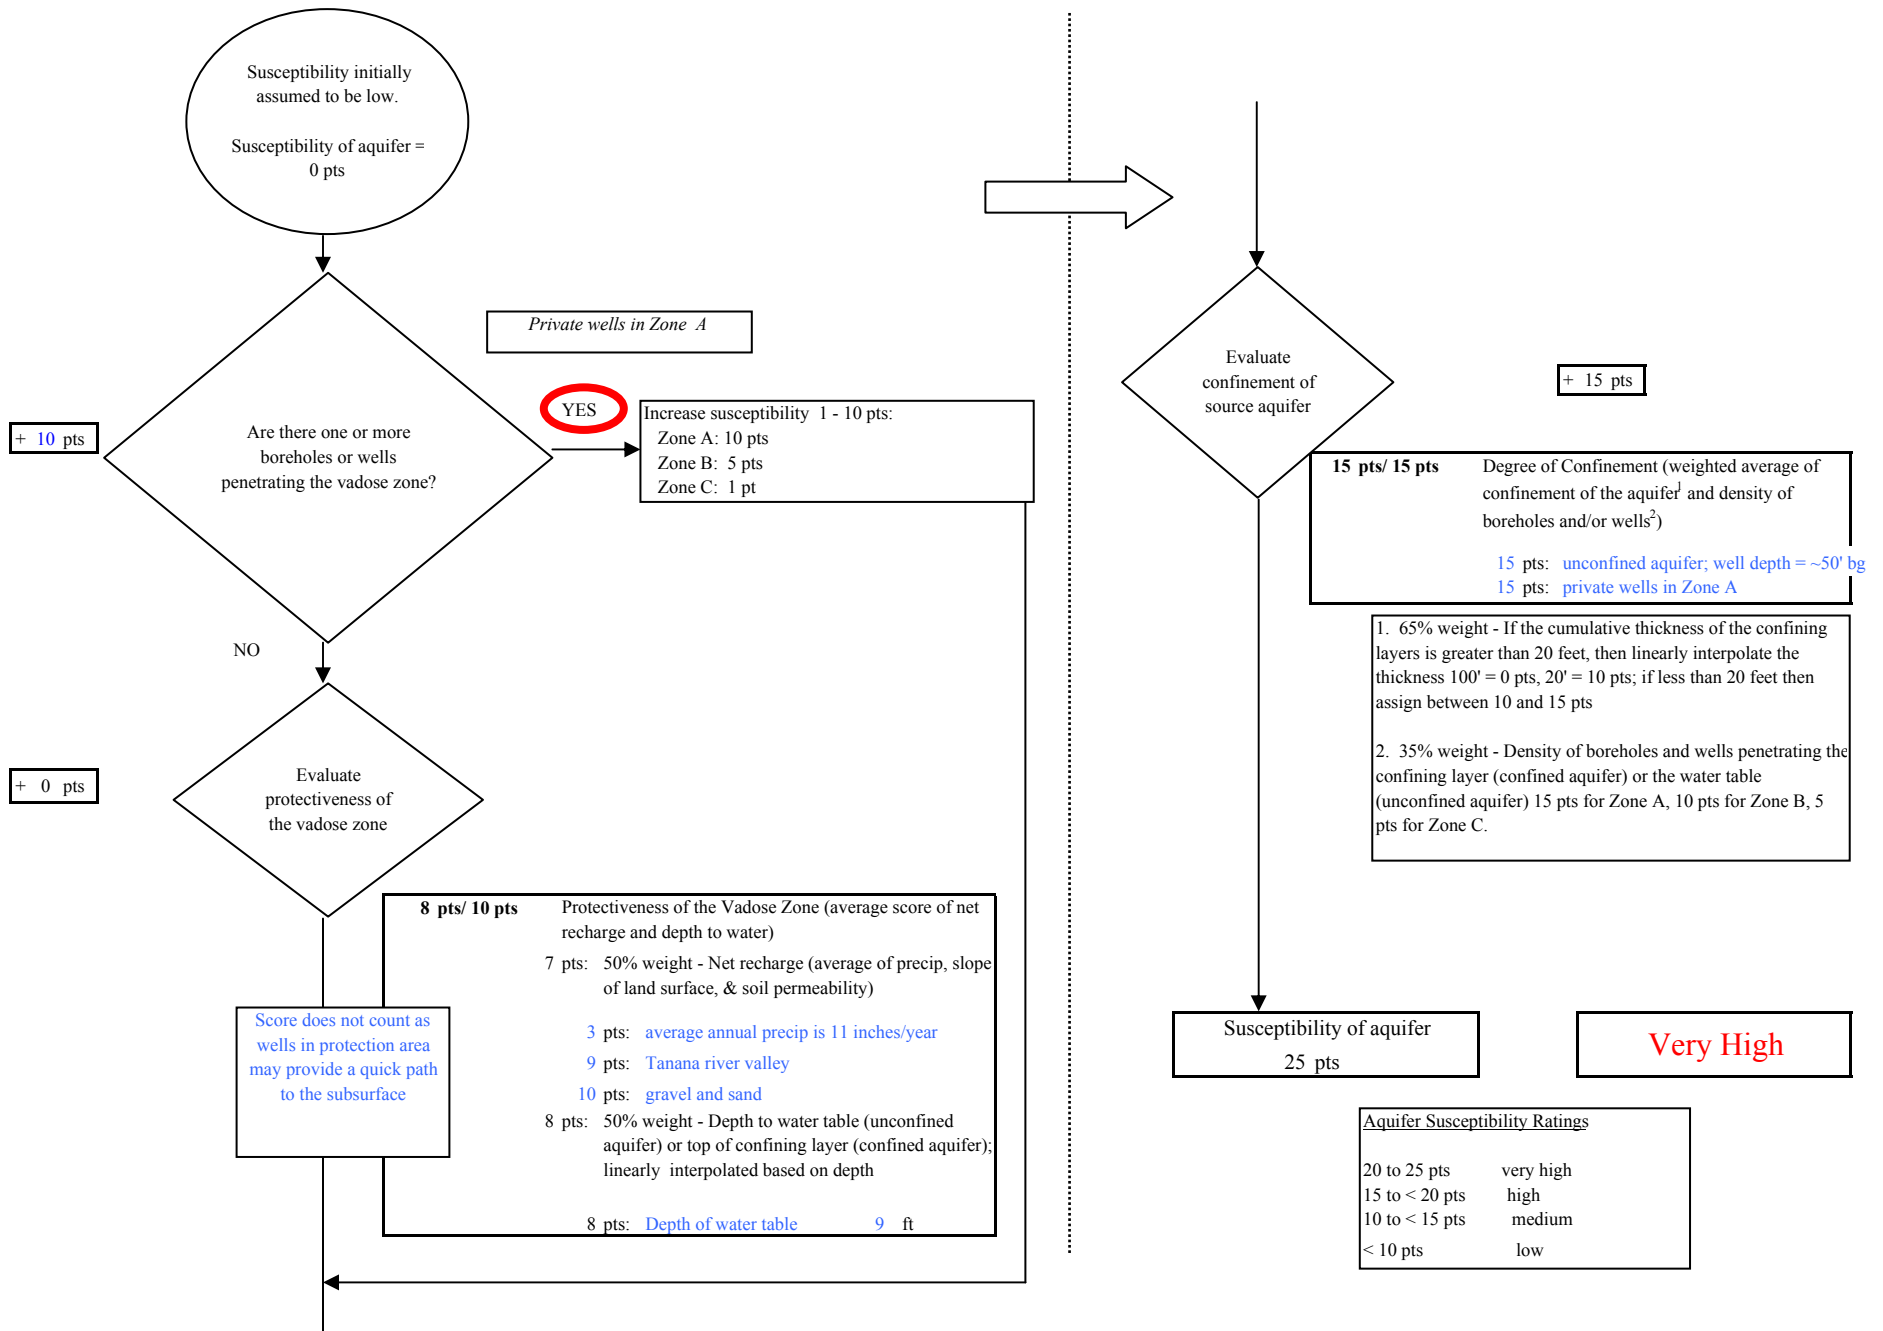 Susceptibility initially
assumed to be low.
Susceptibility of aquifer =
0 pts
Private wells in Zone A
YES
+ 10 pts
Are there one or more
boreholes or wells
penetrating the vadose zone?
Increase susceptibility 1 - 10 pts:
Zone A: 10 pts
Zone B: 5 pts
Zone C: 1 pt
NO
+ 0 pts
Evaluate
protectiveness of
the vadose zone
8 pts/ 10 pts
Protectiveness of the Vadose Zone (average score of net
recharge and depth to water)
7 pts: 50% weight - Net recharge (average of precip, slope
of land surface, & soil permeability)
3 pts: average annual precip is 11 inches/year
9 pts: Tanana river valley
10 pts: gravel and sand
8 pts: 50% weight - Depth to water table (unconfined
aquifer) or top of confining layer (confined aquifer);
linearly interpolated based on depth
8 pts: Depth of water table 9 ft
Score does not count as
wells in protection area
may provide a quick path
to the subsurface
Evaluate
confinement of
source aquifer
+ 15 pts
15 pts/ 15 pts
Degree of Confinement (weighted average of
confinement of the aquifer1 and density of
boreholes and/or wells2)
15 pts: unconfined aquifer; well depth = ~50' bg
15 pts: private wells in Zone A
1. 65% weight - If the cumulative thickness of the confining
layers is greater than 20 feet, then linearly interpolate the
thickness 100' = 0 pts, 20' = 10 pts; if less than 20 feet then
assign between 10 and 15 pts
2. 35% weight - Density of boreholes and wells penetrating the
confining layer (confined aquifer) or the water table
(unconfined aquifer) 15 pts for Zone A, 10 pts for Zone B, 5
pts for Zone C.
Susceptibility of aquifer
25 pts
Very High
Aquifer Susceptibility Ratings
20 to 25 pts very high
15 to < 20 pts high
10 to < 15 pts medium
< 10 pts low